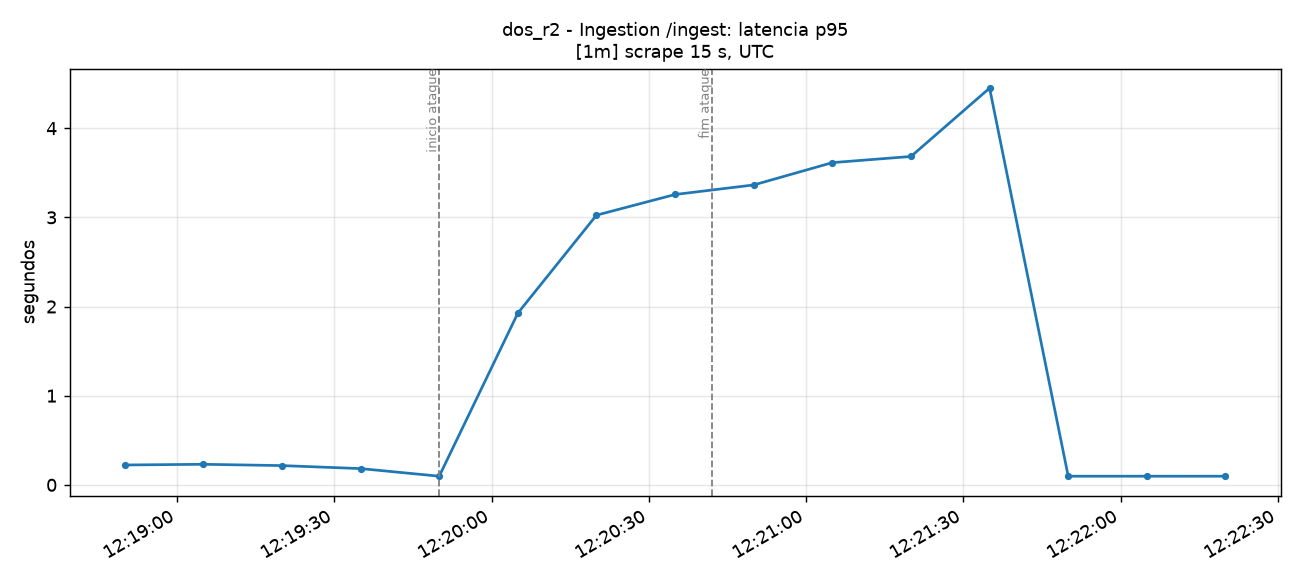 dos_r2 - Ingestion /ingest: latencia p95
[1m] scrape 15 s, UTC
inicio ataque
fim ataque
segundos
4
3
2
1
0
12:19:00
12:19:30
12:20:00
12:20:30
12:21:00
12:21:30
12:22:00
12:22:30